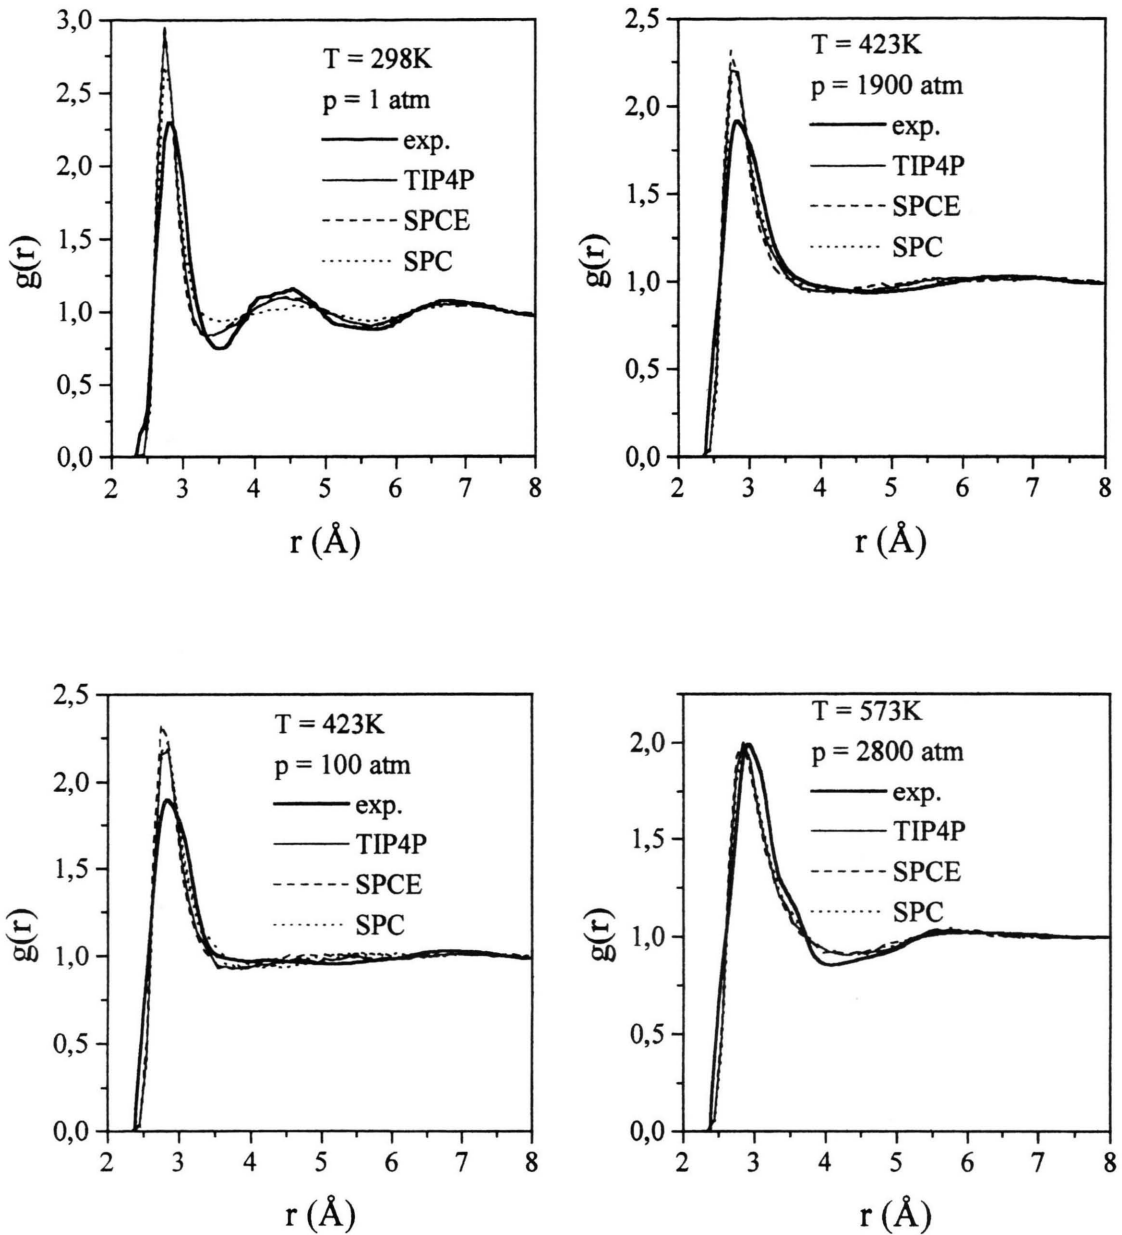 3,0
2,5
2,0
1,5
1,0
0,5
0,0
g(r)
T = 298K
p = 1 atm
exp.
TIP4P
SPCE
SPC
2 3 4 5 6 7 8
r (Å)
2,5
2,0
1,5
1,0
0,5
0,0
g(r)
T = 423K
p = 1900 atm
exp.
TIP4P
SPCE
SPC
2 3 4 5 6 7 8
r (Å)
2,5
2,0
1,5
1,0
0,5
0,0
g(r)
T = 423K
p = 100 atm
exp.
TIP4P
SPCE
SPC
2 3 4 5 6 7 8
r (Å)
2,0
1,5
1,0
0,5
0,0
g(r)
T = 573K
p = 2800 atm
exp.
TIP4P
SPCE
SPC
2 3 4 5 6 7 8
r (Å)